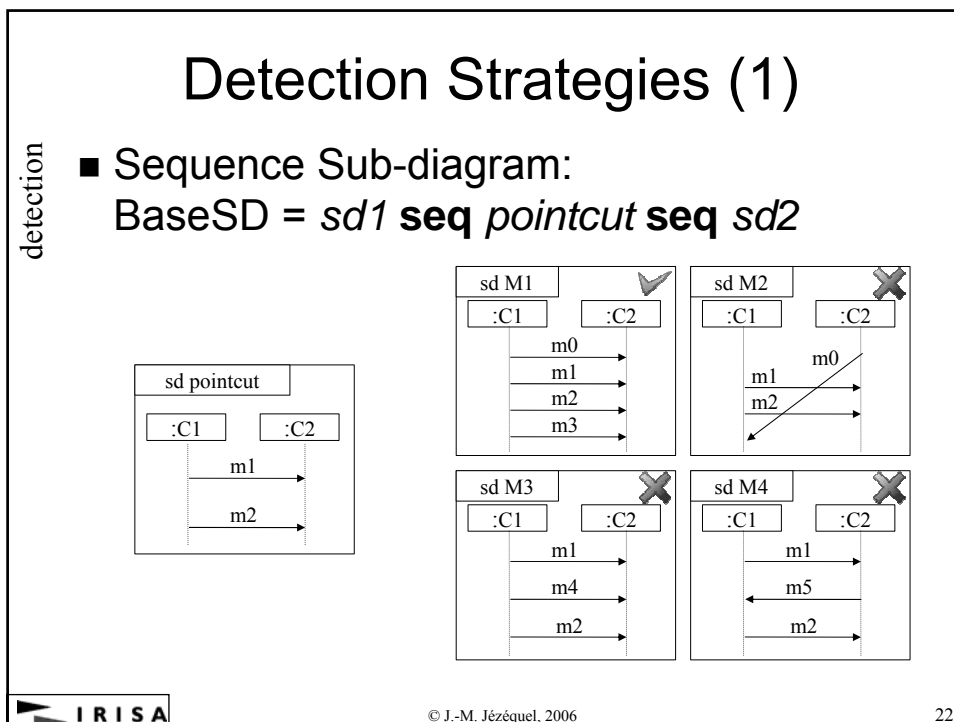 Detection Strategies (1)
detection
■ Sequence Sub-diagram:
BaseSD = sd1 seq pointcut seq sd2
sd pointcut
:C1 :C2
m1
m2
sd M1
:C1 :C2
m0
m1
m2
m3
sd M2
:C1 :C2
m0
m1
m2
sd M3
:C1 :C2
m1
m4
m2
sd M4
:C1 :C2
m1
m5
m2
IRISA
© J.-M. Jézéquel, 2006
22